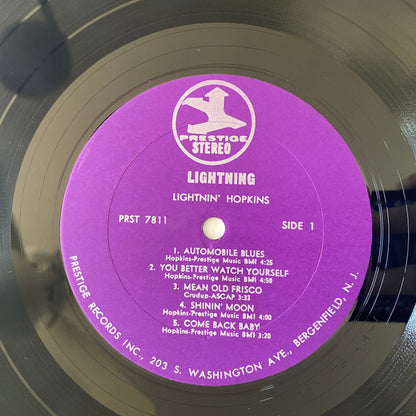 PRESTIGE
STEREO
LIGHTNING
LIGHTNIN' HOPKINS
PRST 7811 SIDE 1
1. AUTOMOBILE BLUES
Hopkins-Prestige Music BMI 4:25
2. YOU BETTER WATCH YOURSELF
Hopkins-Prestige Music BMI 4:50
3. MEAN OLD FRISCO
Crudup-ASCAP 3:33
4. SHININ' MOON
Hopkins-Prestige Music BMI 4:00
5. COME BACK BABY
Hopkins-Prestige Music BMI 3:20
PRESTIGE RECORDS INC., 203 S. WASHINGTON AVE., BERGENFIELD, N. J.